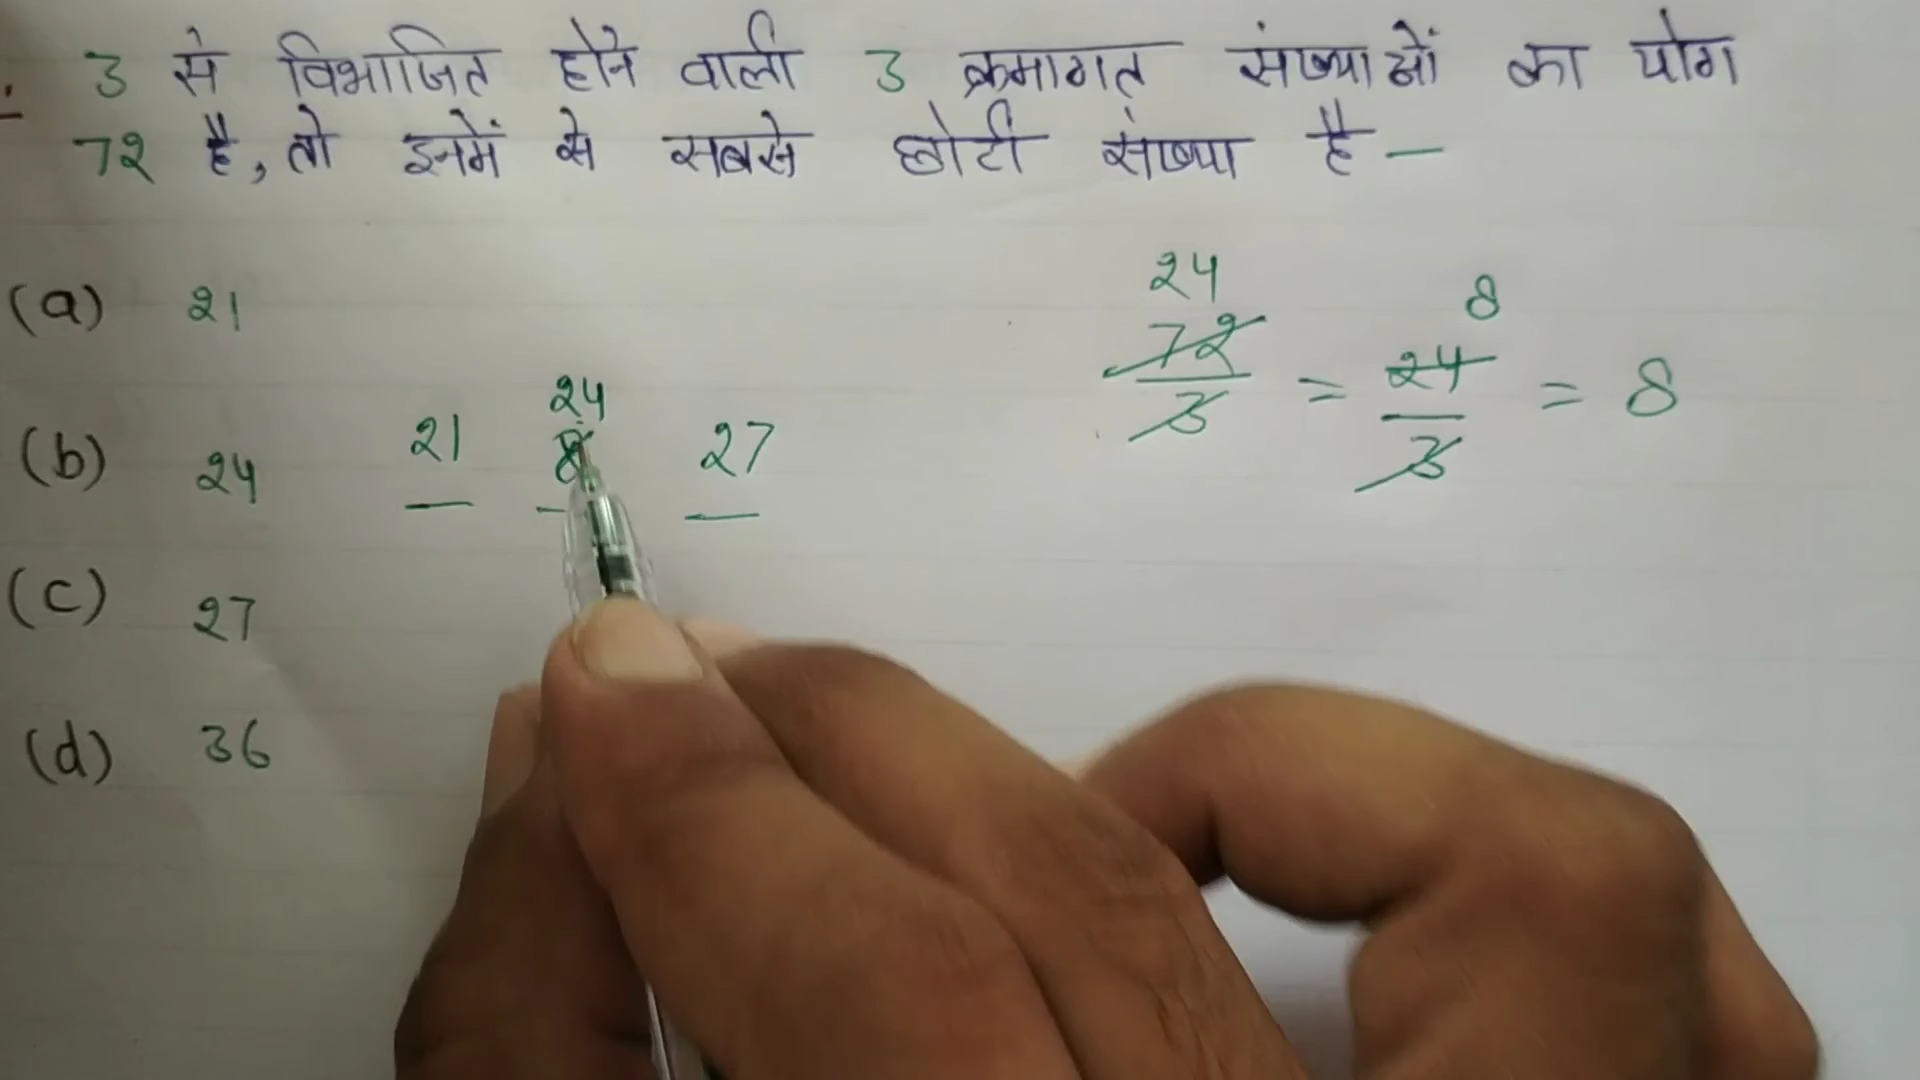 3 से विभाजित होने वाली 3 क्रमागत संख्याओं का योग
72 है, तो इनमें से सबसे छोटी संख्या है -
(a) 21
(b) 24
(c) 27
(d) 36
24
21 8 27
24 8
72/3 = 24/3 = 8